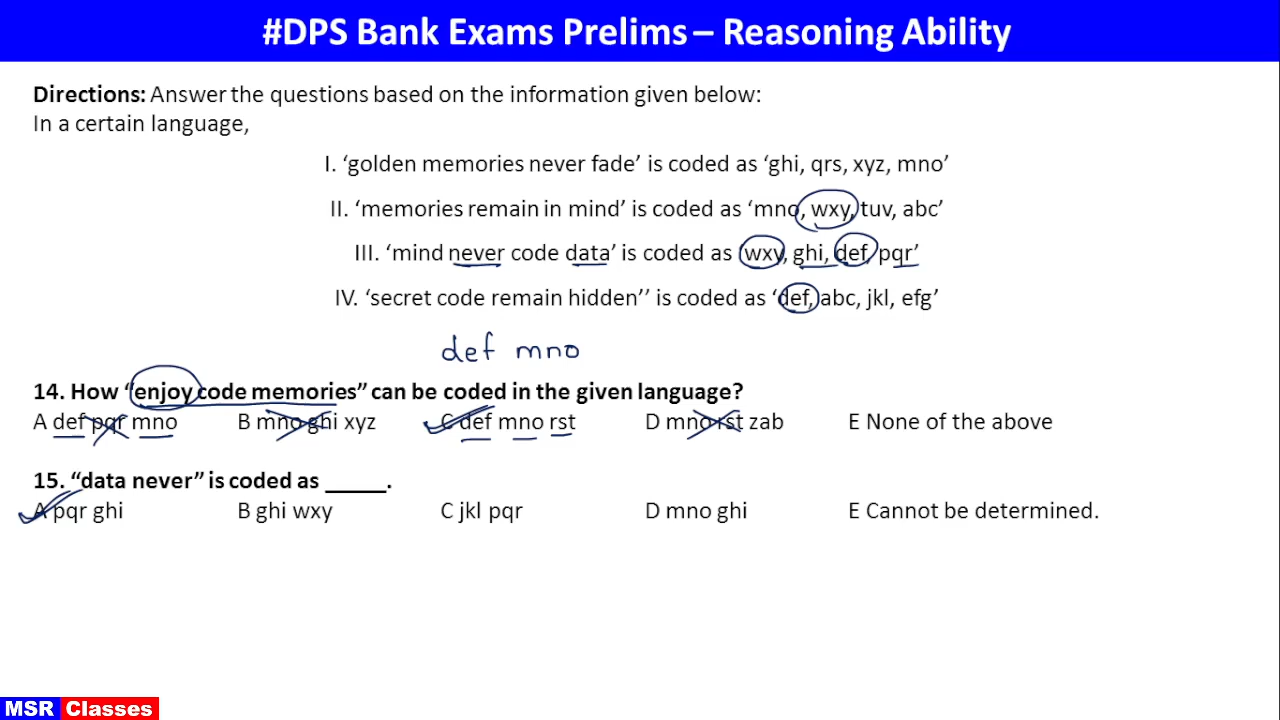 #DPS Bank Exams Prelims – Reasoning Ability
Directions: Answer the questions based on the information given below:
In a certain language,
I. ‘golden memories never fade’ is coded as ‘ghi, qrs, xyz, mno’
II. ‘memories remain in mind’ is coded as ‘mno, wxy, tuv, abc’
III. ‘mind never code data’ is coded as ‘wxy, ghi, def, pqr’
IV. ‘secret code remain hidden’’ is coded as ‘def, abc, jkl, efg’
def mno
14. How “enjoy code memories” can be coded in the given language?
A def pqr mno B mno ghi xyz C def mno rst D mno rst zab E None of the above
15. “data never” is coded as _____.
A pqr ghi B ghi wxy C jkl pqr D mno ghi E Cannot be determined.
MSR Classes